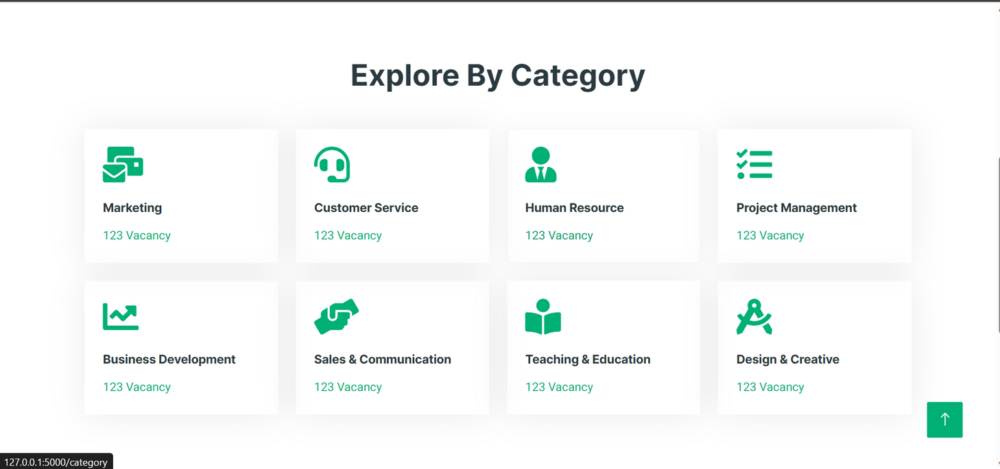 Explore By Category
Marketing
123 Vacancy
Customer Service
123 Vacancy
Human Resource
123 Vacancy
Project Management
123 Vacancy
Business Development
123 Vacancy
Sales & Communication
123 Vacancy
Teaching & Education
123 Vacancy
Design & Creative
123 Vacancy
127.0.0.1:5000/category